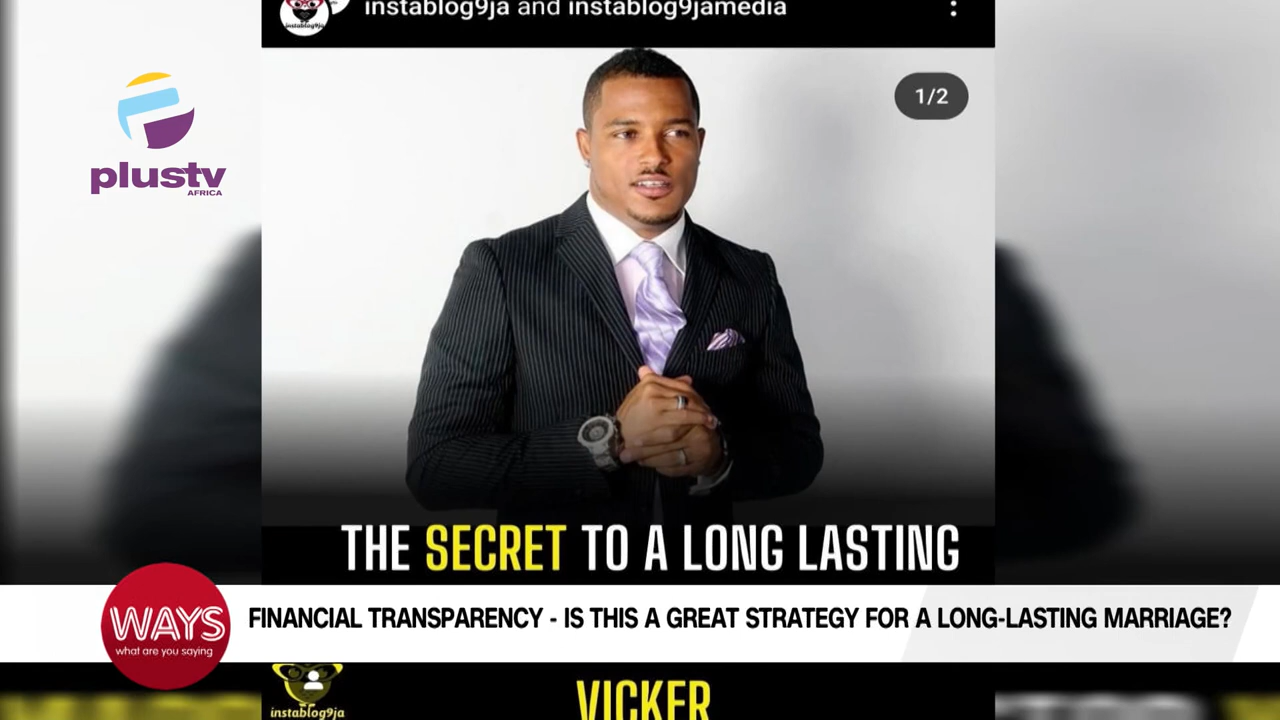 instablog9ja and instablog9jamedia
instablog9ja
1/2
plustv
AFRICA
THE SECRET TO A LONG LASTING
WAYS
what are you saying
FINANCIAL TRANSPARENCY - IS THIS A GREAT STRATEGY FOR A LONG-LASTING MARRIAGE?
instablog9ja
VICKER